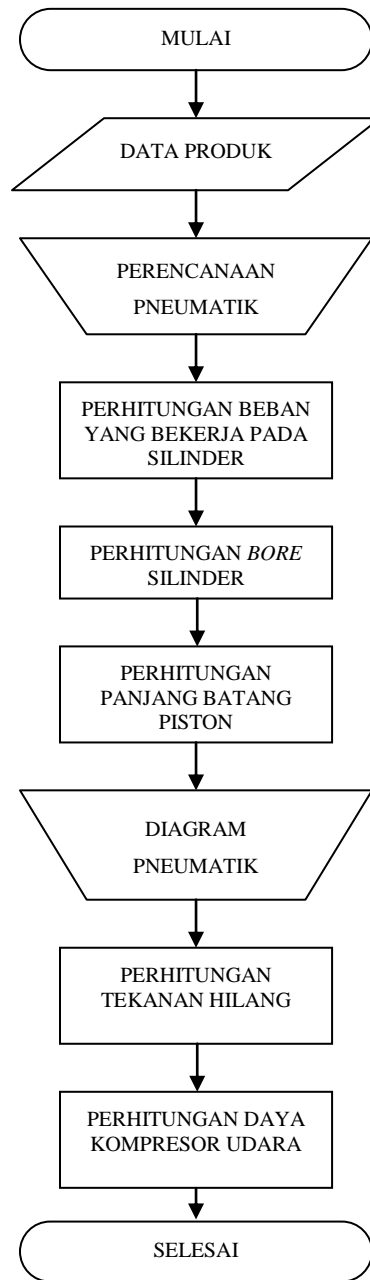 MULAI
DATA PRODUK
PERENCANAAN
PNEUMATIK
PERHITUNGAN BEBAN
YANG BEKERJA PADA
SILINDER
PERHITUNGAN BORE
SILINDER
PERHITUNGAN
PANJANG BATANG
PISTON
DIAGRAM
PNEUMATIK
PERHITUNGAN
TEKANAN HILANG
PERHITUNGAN DAYA
KOMPRESOR UDARA
SELESAI